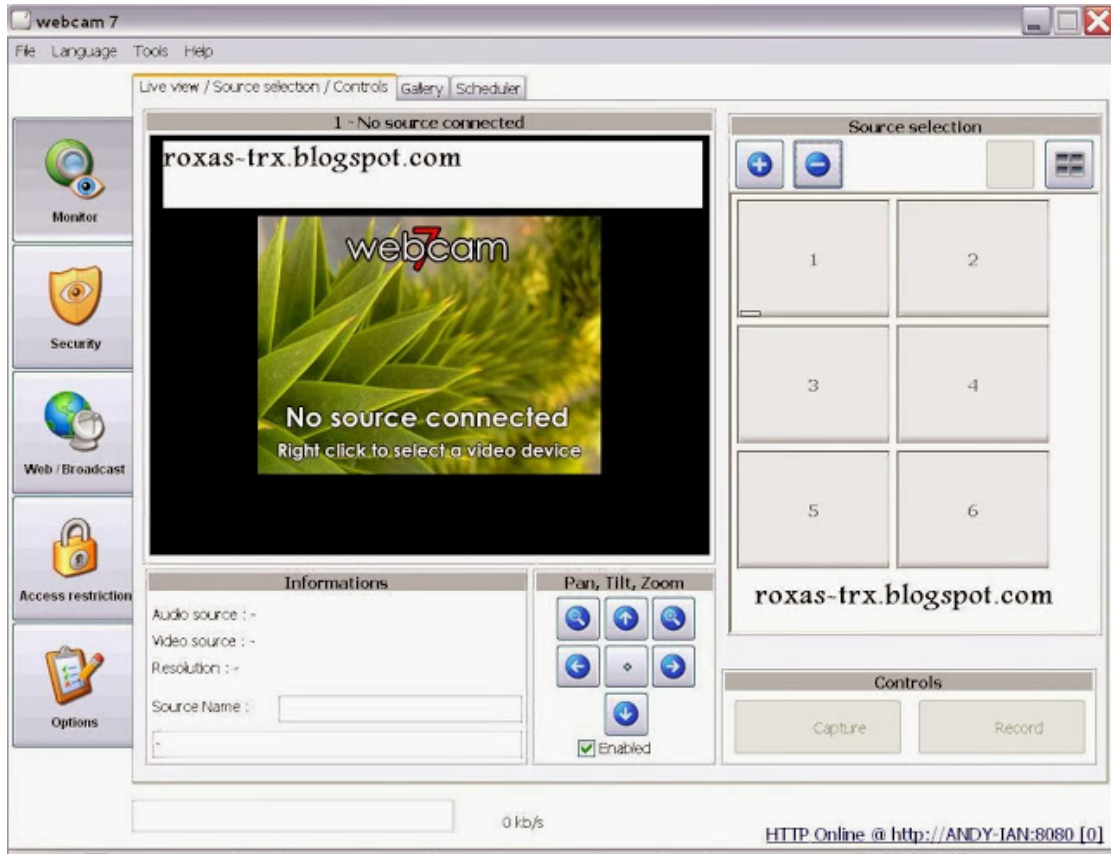 webcam 7
File Language Tools Help
Live view / Source selection / Controls Gallery Scheduler
1 - No source connected
roxas-trx.blogspot.com
webcam 7
No source connected
Right click to select a video device
Monitor
Security
Web / Broadcast
Access restriction
Options
Source selection
1 2
3 4
5 6
roxas-trx.blogspot.com
Informations
Audio source : -
Video source : -
Resolution : -
Source Name :
-
Pan, Tilt, Zoom
Enabled
Controls
Capture Record
0 kb/s
HTTP Online @ http://ANDY-IAN:8080 [0]